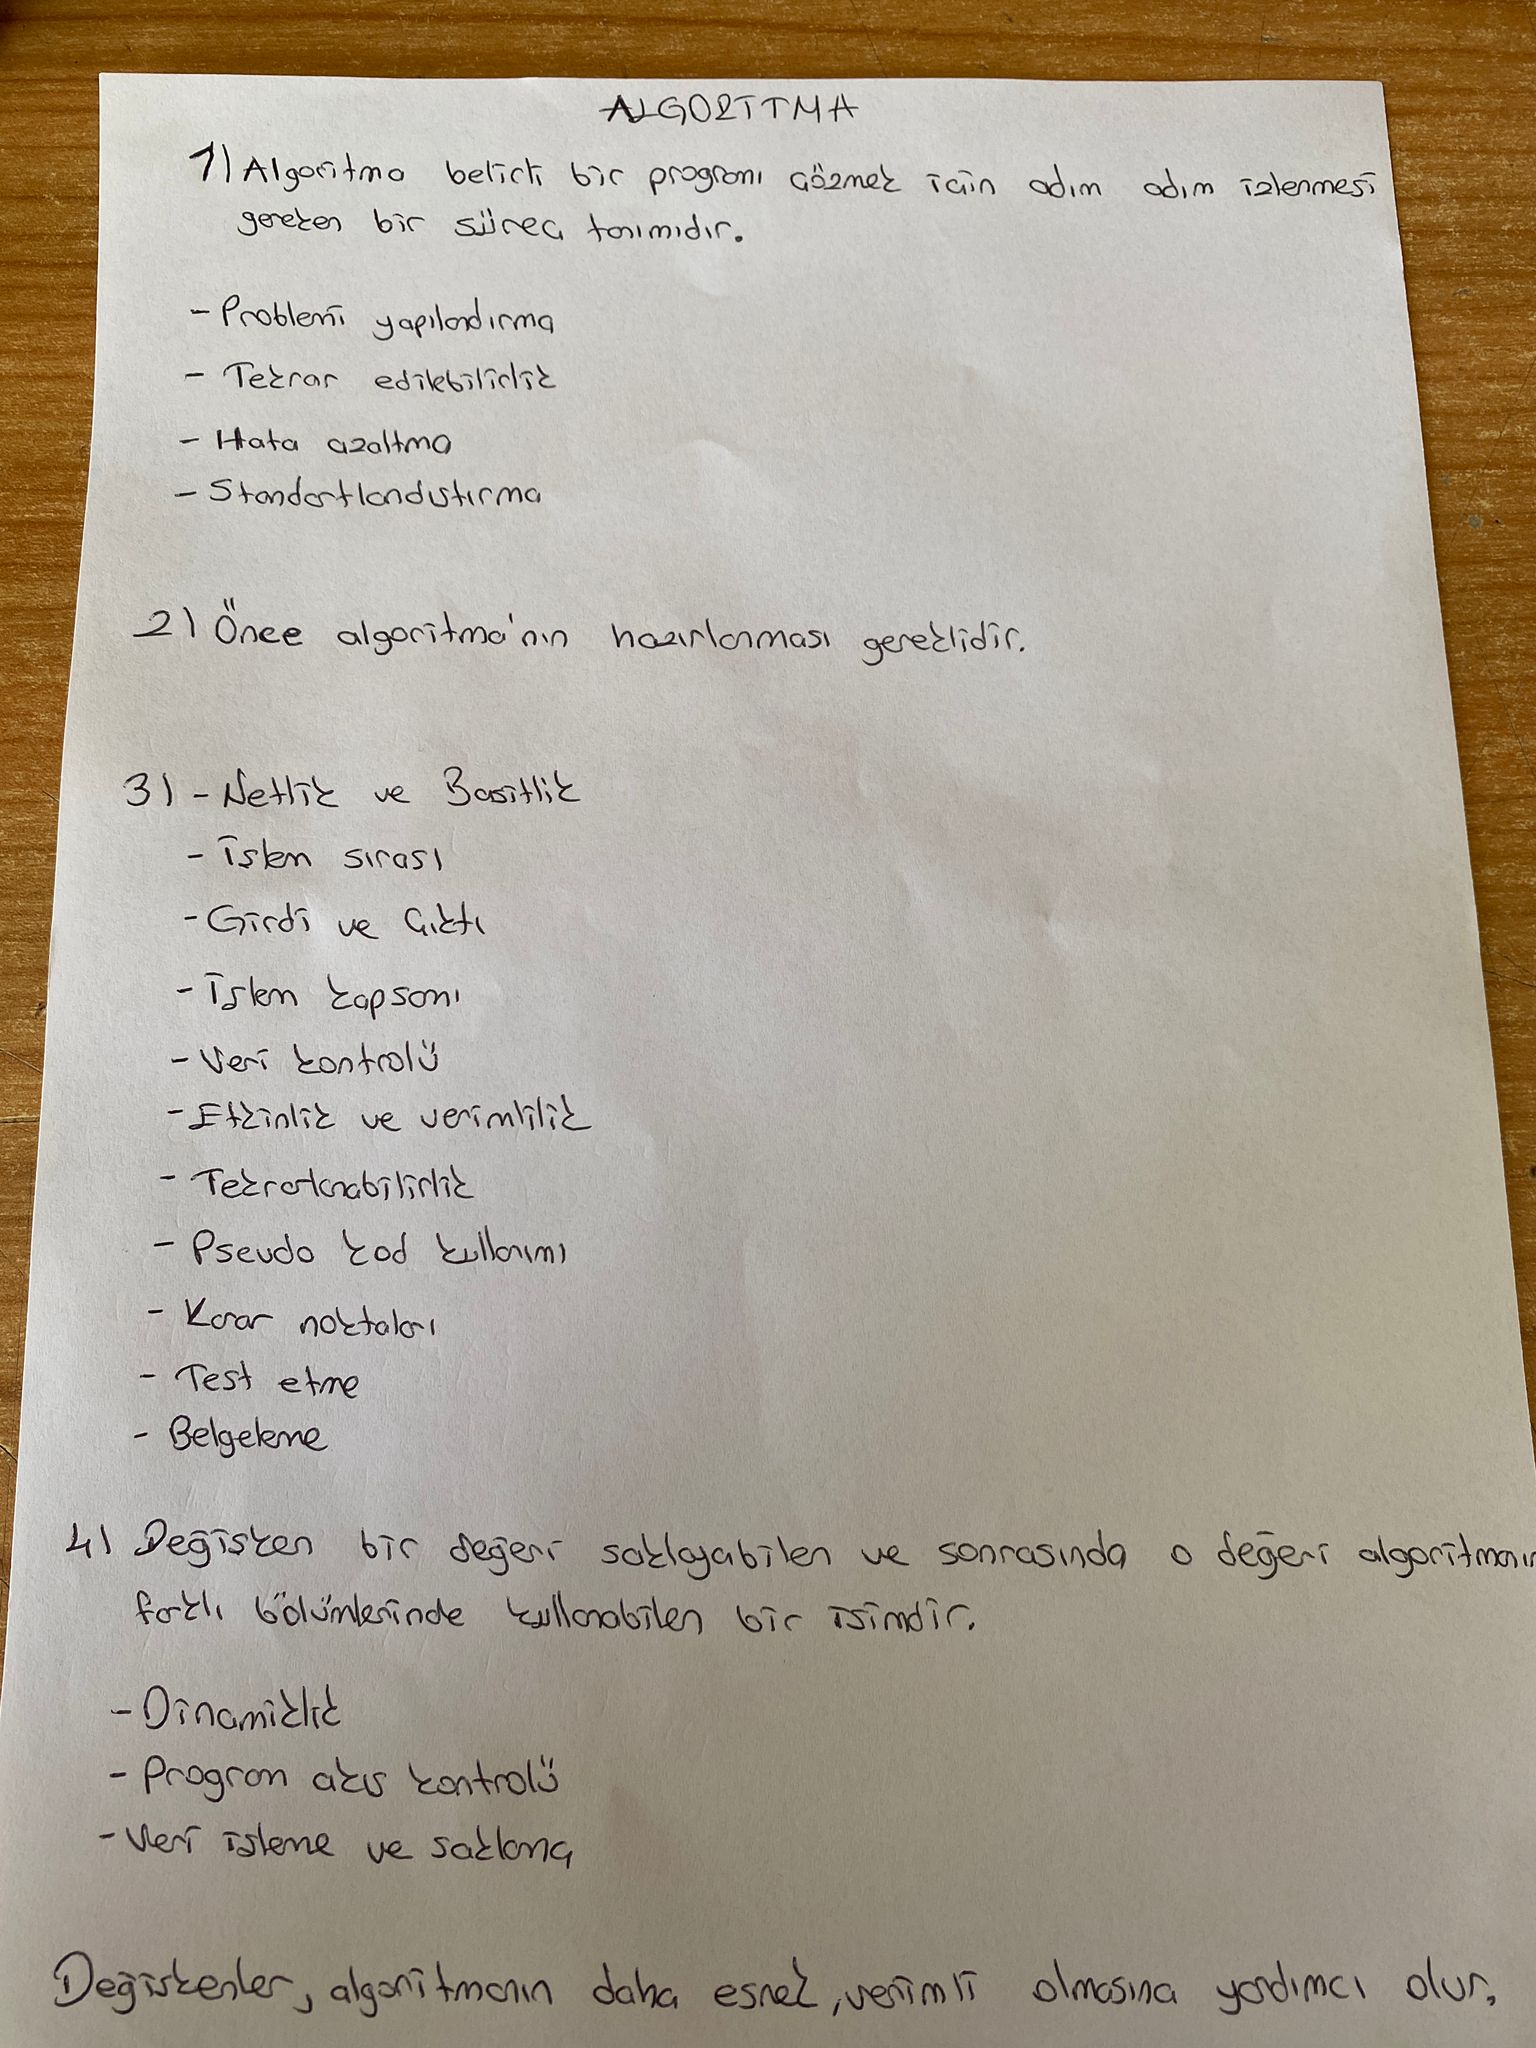 ALGORİTMA
1) Algoritma belirli bir programı çözmek için adım adım izlenmesi
gereken bir süreç tanımıdır.
- Problemi yapılandırma
- Tekrar edilebilirlik
- Hata azaltma
- Standartlandıştırma
2) Önce algoritma'nın hazırlanması gereklidir.
3) - Netlik ve Basitlik
- İşlem sırası
- Girdi ve Çıktı
- İşlem kapsamı
- Veri kontrolü
- Etkinlik ve verimlilik
- Tekrarlanabilirlik
- Pseudo kod kullanımı
- Karar noktaları
- Test etme
- Belgeleme
4) Değişken bir değeri saklayabilen ve sonrasında o değeri algoritmanın
farklı bölümlerinde kullanabilen bir isimdir.
- Dinamiklik
- Program akış kontrolü
- Veri işleme ve saklama
Değişkenler, algoritmanın daha esnek, verimli olmasına yardımcı olur.